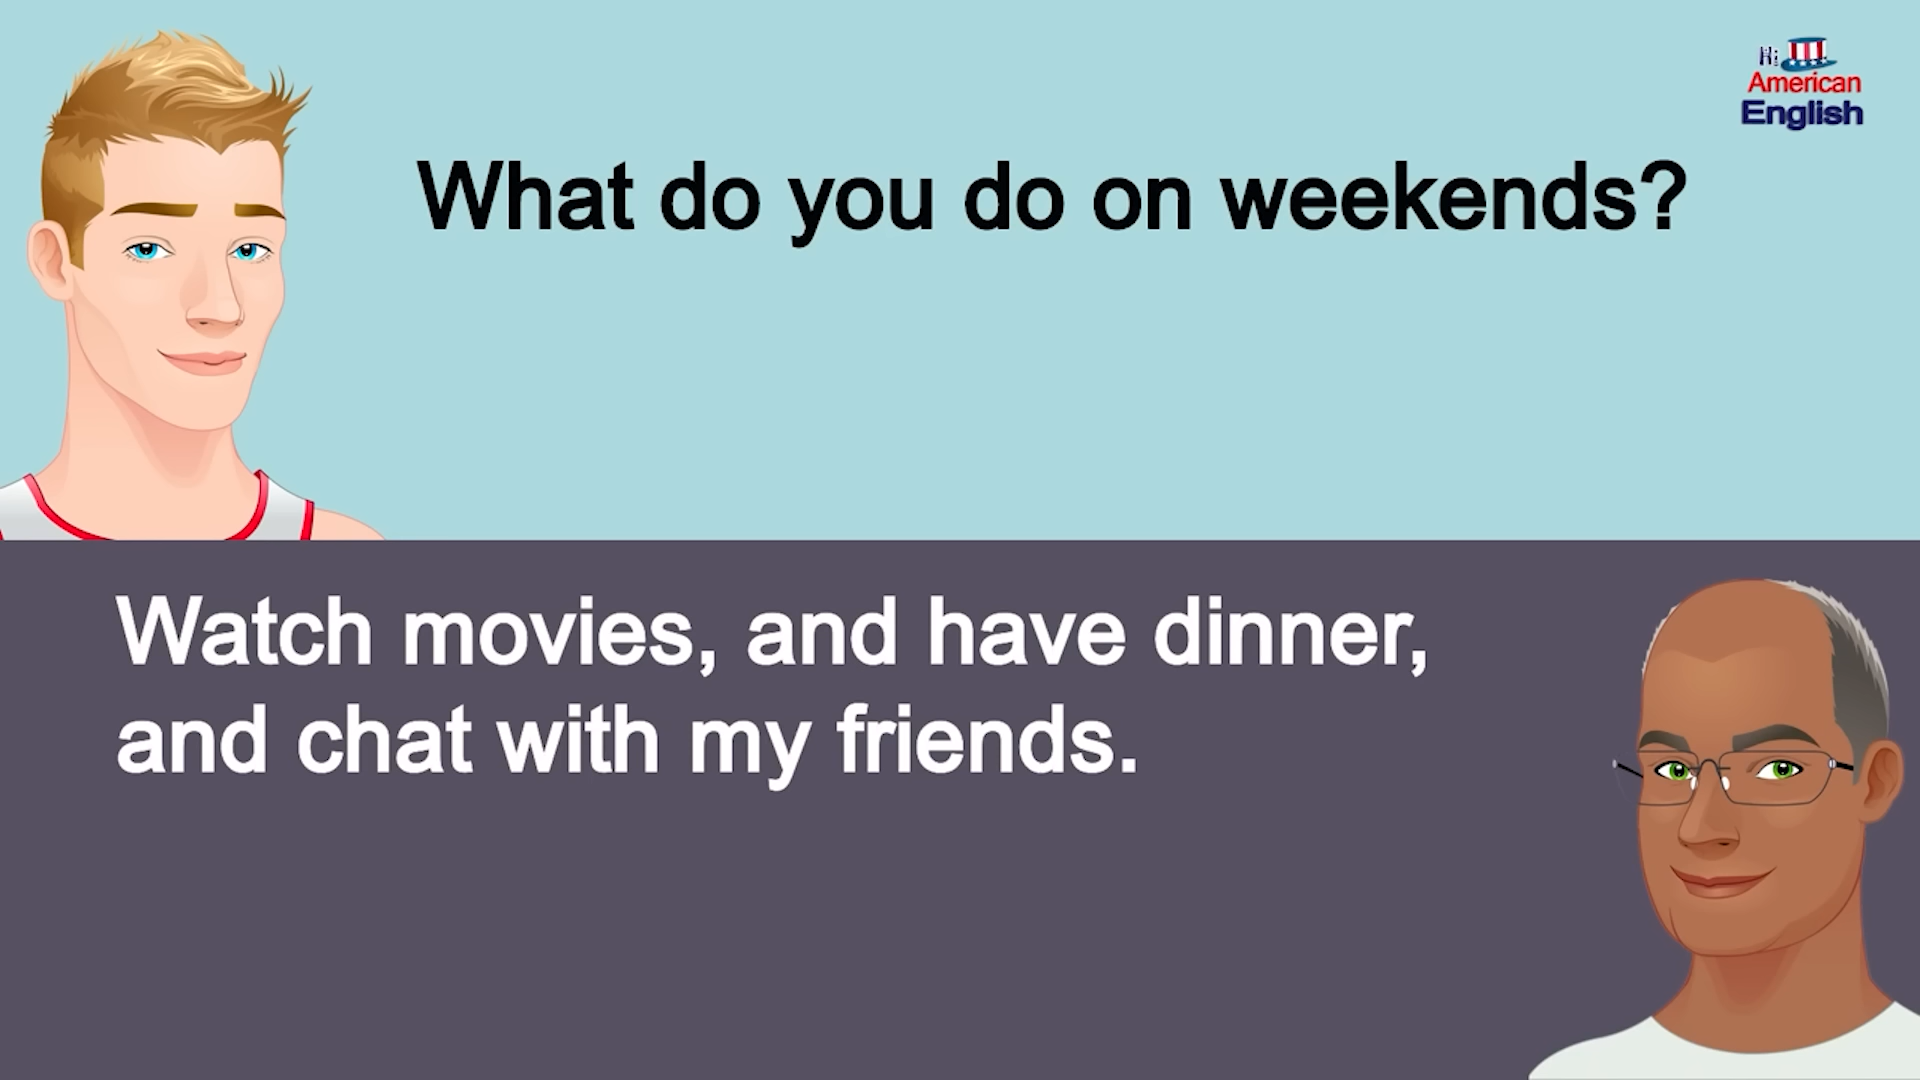 Hi
American
English
What do you do on weekends?
Watch movies, and have dinner,
and chat with my friends.